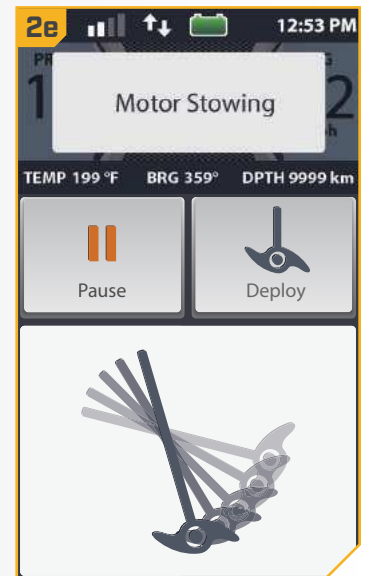 2e 12:53 PM
Motor Stowing
TEMP 199 °F BRG 359° DPTH 9999 km
Pause Deploy